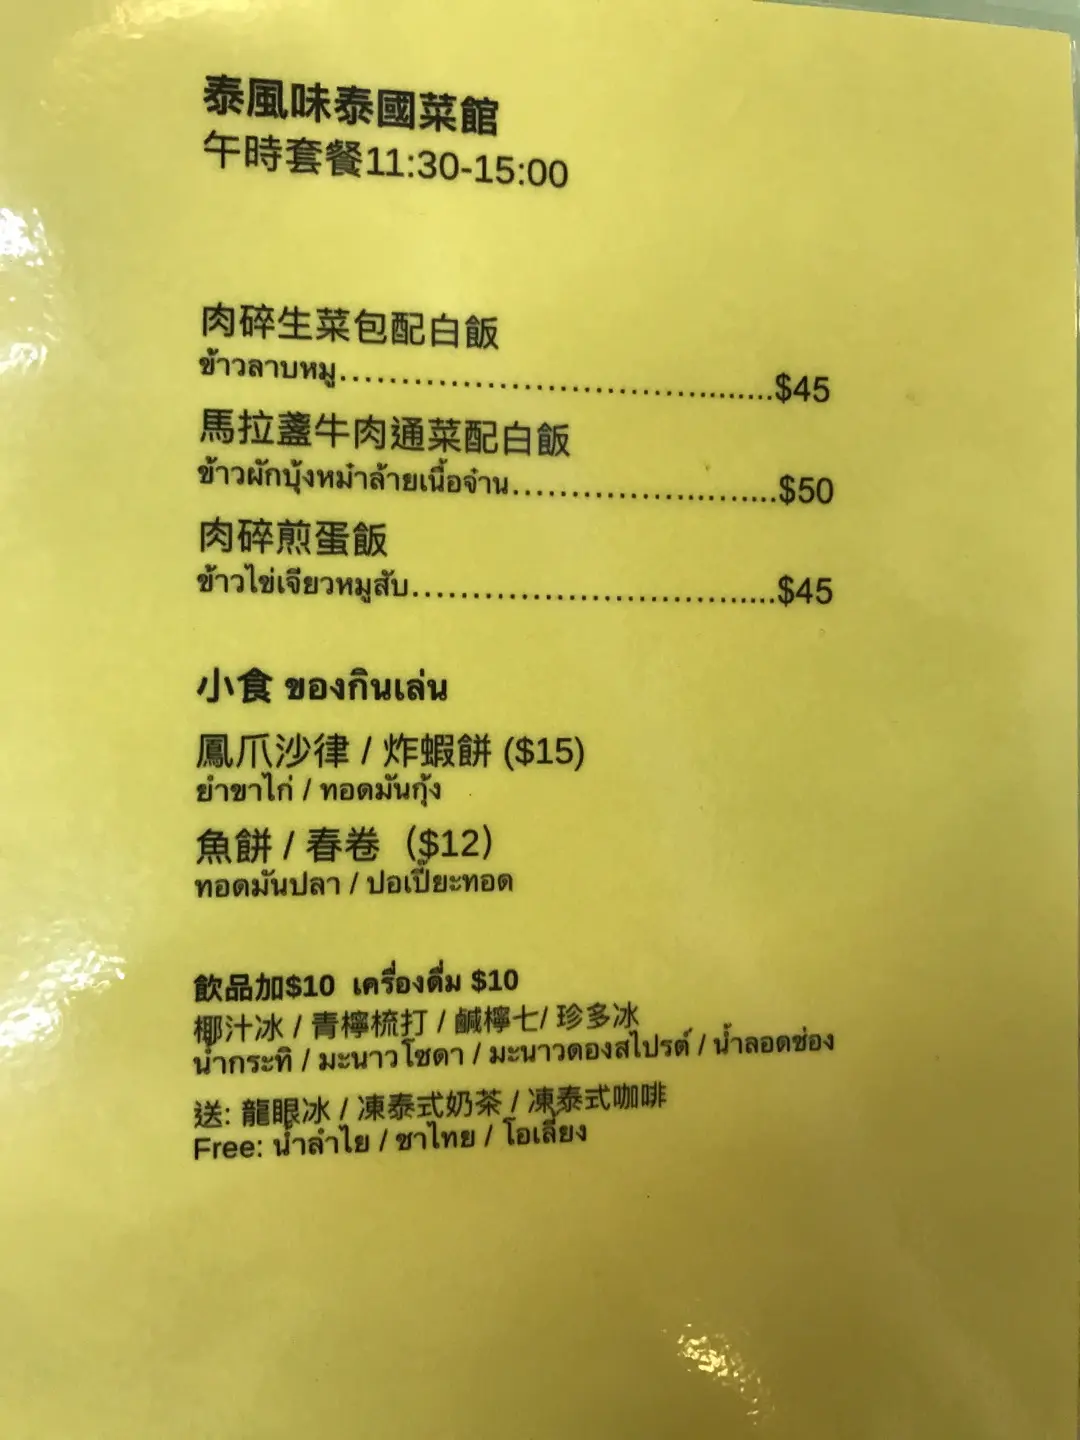 泰風味泰國菜館
午時套餐11:30-15:00
肉碎生菜包配白飯
ข้าวลาบหมู..........................................$45
馬拉盞牛肉通菜配白飯
ข้าวผักบุ้งหมำล้ายเนื้อจ๋าน..........................$50
肉碎煎蛋飯
ข้าวไข่เจียวหมูสับ...................................$45
小食 ของกินเล่น
鳳爪沙律 / 炸蝦餅 ($15)
ยำขาไก่ / ทอดมันกุ้ง
魚餅 / 春卷（$12）
ทอดมันปลา / ปอเปี๊ยะทอด
飲品加$10 เครื่องดื่ม $10
椰汁冰 / 青檸梳打 / 鹹檸七/ 珍多冰
น้ำกระทิ / มะนาวโซดา / มะนาวดองสไปรต์ / น้ำลอดช่อง
送: 龍眼冰 / 凍泰式奶茶 / 凍泰式咖啡
Free: น้ำลำไย / ชาไทย / โอเลี้ยง